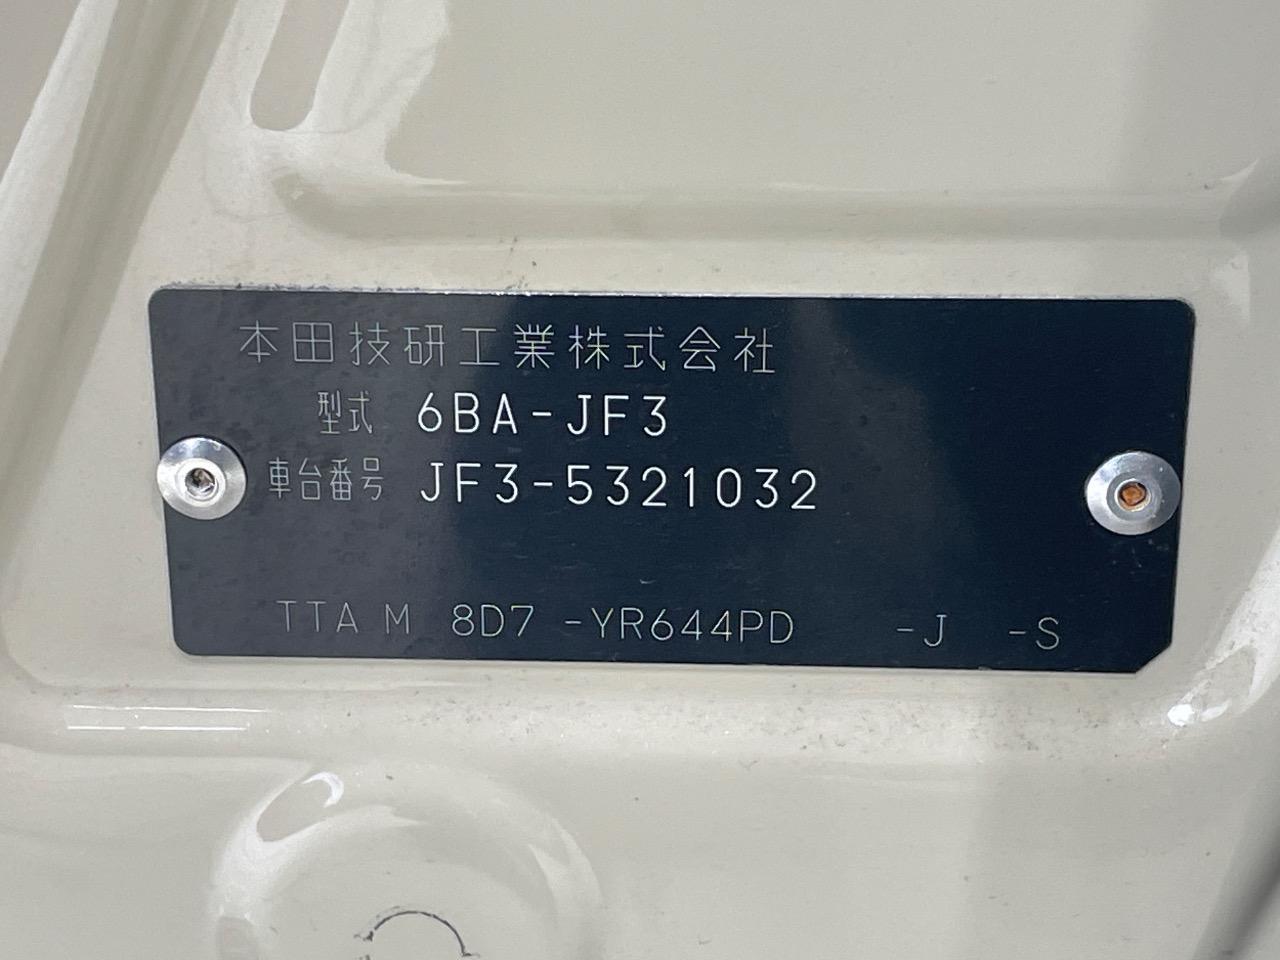 本田技研工業株式会社
型式 6BA-JF3
車台番号 JF3-5321032
TTA M 8D7 -YR644PD -J -S